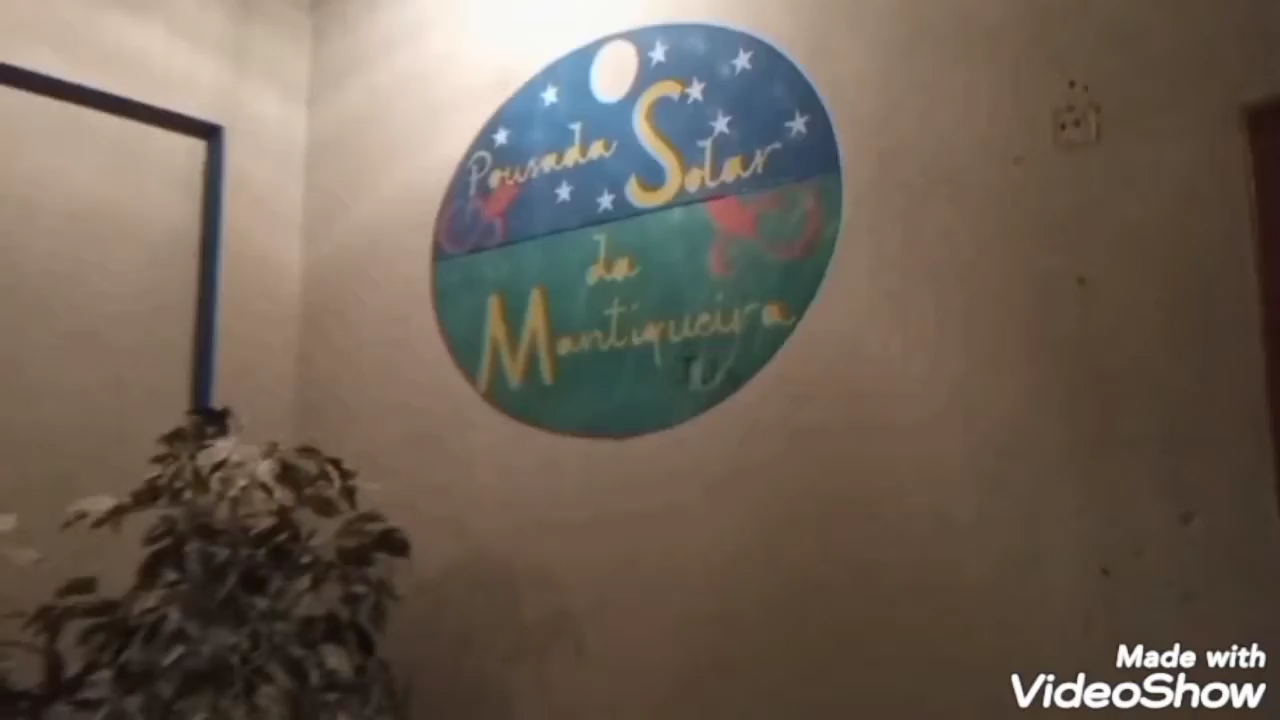 Pousada Solar
da
Mantiqueira
Made with
VideoShow